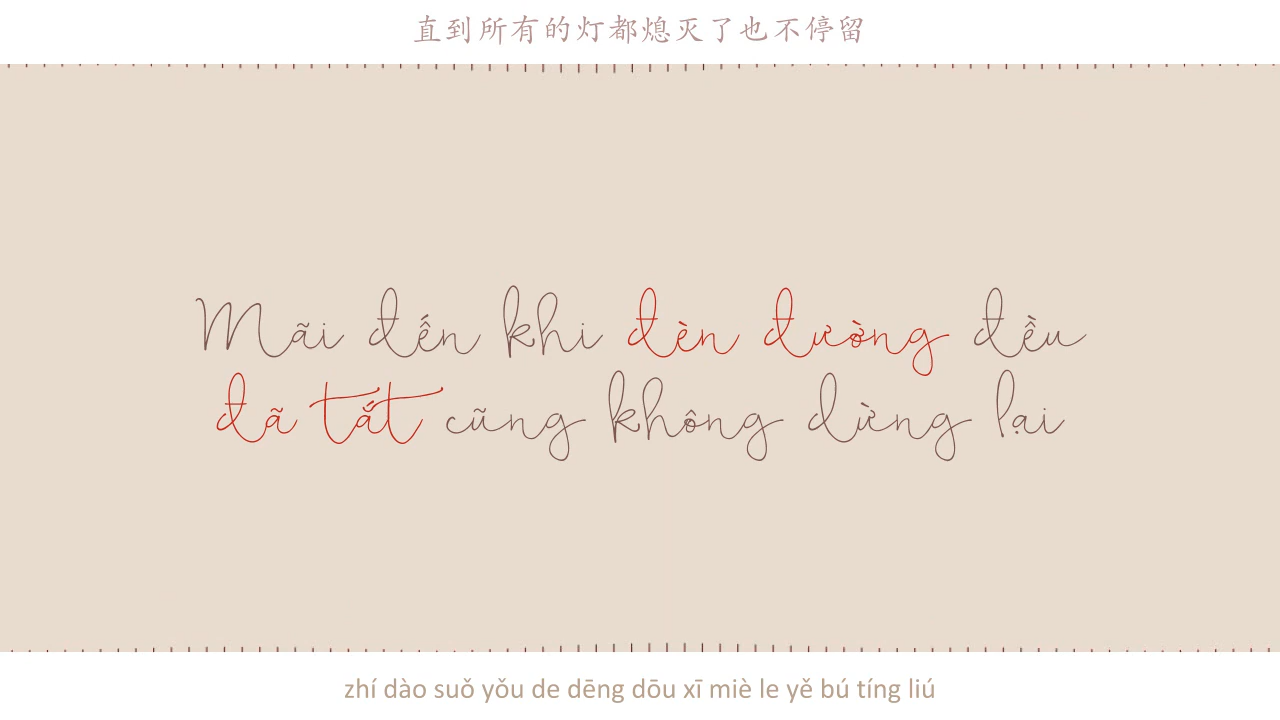 直到所有的灯都熄灭了也不停留
Mãi đến khi đèn đường đều
đã tắt cũng không dừng lại
zhí dào suǒ yǒu de dēng dōu xī miè le yě bú tíng liú